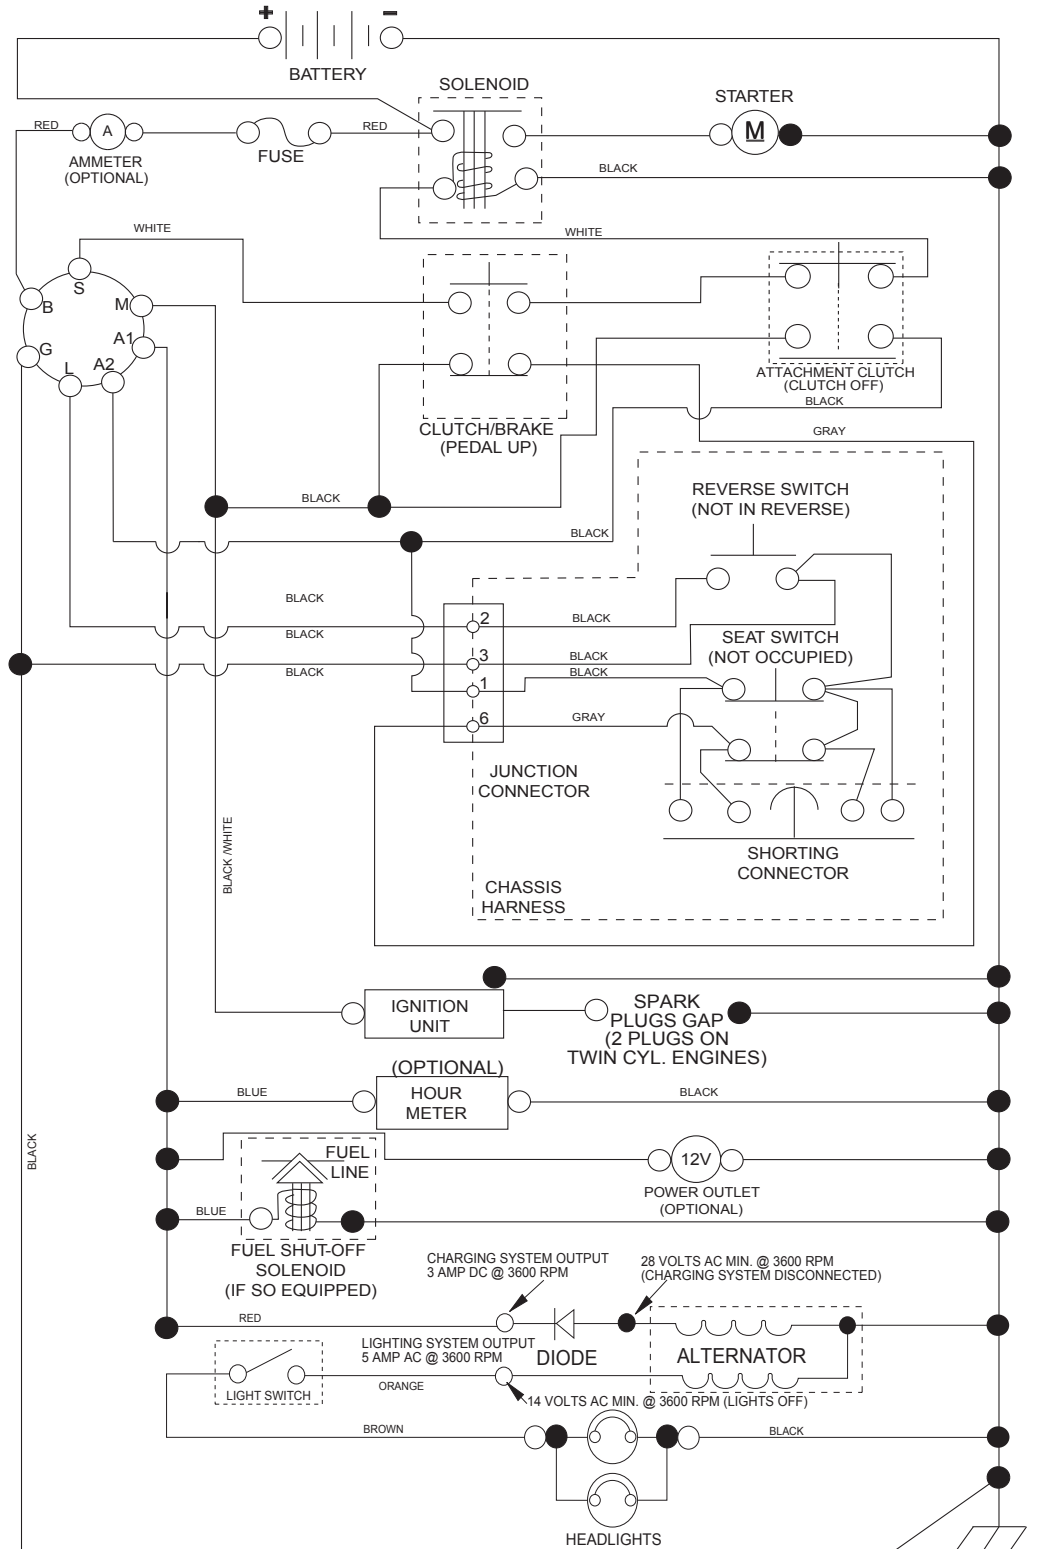 + −
BATTERY
SOLENOID
STARTER
RED
A
RED
M
AMMETER
(OPTIONAL)
FUSE
BLACK
WHITE
WHITE
S
B
M
G
A1
L
A2
ATTACHMENT CLUTCH
(CLUTCH OFF)
BLACK
CLUTCH/BRAKE
(PEDAL UP)
GRAY
REVERSE SWITCH
(NOT IN REVERSE)
BLACK
BLACK
BLACK
2
BLACK
BLACK
SEAT SWITCH
(NOT OCCUPIED)
3
BLACK
BLACK
1
BLACK
6
GRAY
JUNCTION
CONNECTOR
BLACK /WHITE
SHORTING
CONNECTOR
CHASSIS
HARNESS
IGNITION
UNIT
SPARK
PLUGS GAP
(2 PLUGS ON
TWIN CYL. ENGINES)
(OPTIONAL)
HOUR
METER
BLUE
BLACK
BLACK
FUEL
LINE
12V
POWER OUTLET
(OPTIONAL)
BLUE
FUEL SHUT-OFF
SOLENOID
(IF SO EQUIPPED)
CHARGING SYSTEM OUTPUT
3 AMP DC @ 3600 RPM
28 VOLTS AC MIN. @ 3600 RPM
(CHARGING SYSTEM DISCONNECTED)
RED
LIGHTING SYSTEM OUTPUT
5 AMP AC @ 3600 RPM
DIODE
ALTERNATOR
LIGHT SWITCH
ORANGE
14 VOLTS AC MIN. @ 3600 RPM (LIGHTS OFF)
BROWN
BLACK
HEADLIGHTS